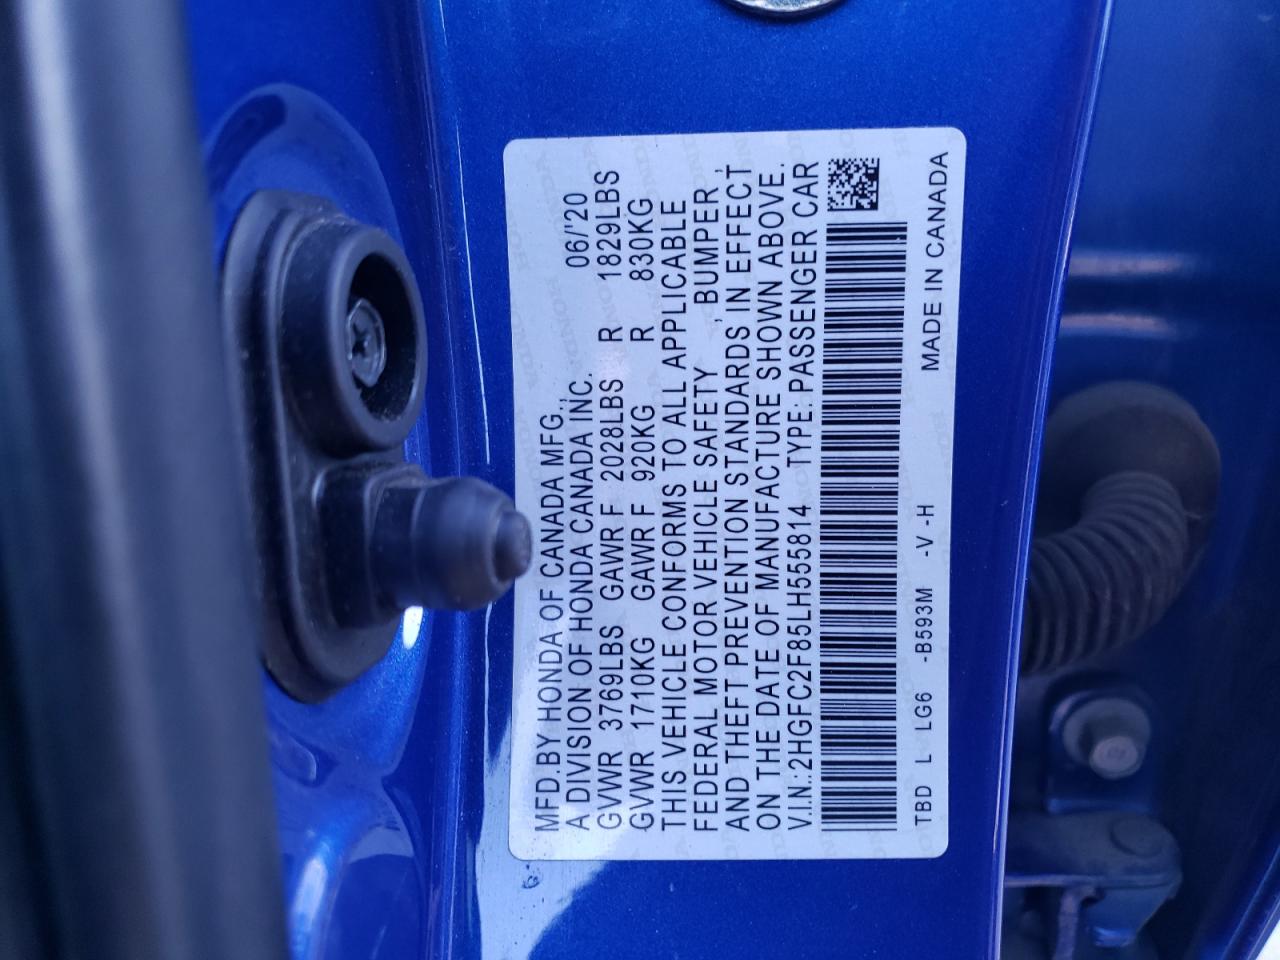 MFD.BY HONDA OF CANADA MFG.,
A DIVISION OF HONDA CANADA INC. 06/'20
GVWR 3769LBS GAWR F 2028LBS R 1829LBS
GVWR 1710KG GAWR F 920KG R 830KG
THIS VEHICLE CONFORMS TO ALL APPLICABLE
FEDERAL MOTOR VEHICLE SAFETY , BUMPER ,
AND THEFT PREVENTION STANDARDS IN EFFECT
ON THE DATE OF MANUFACTURE SHOWN ABOVE.
V.I.N.:2HGFC2F85LH555814 TYPE:PASSENGER CAR
TBD L LG6 -B593M -V -H MADE IN CANADA